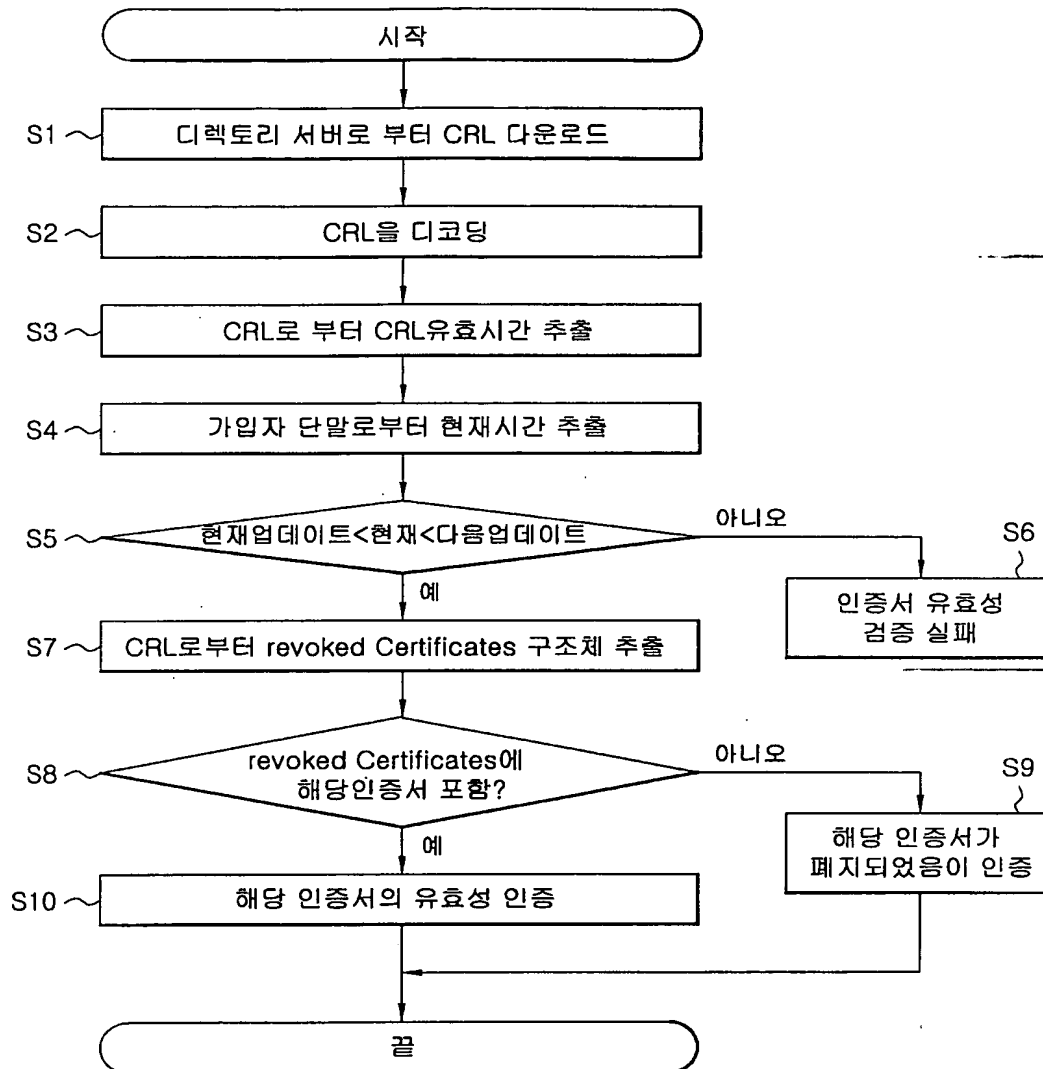 시작
S1
디렉토리 서버로 부터 CRL 다운로드
S2
CRL을 디코딩
S3
CRL로 부터 CRL유효시간 추출
S4
가입자 단말로부터 현재시간 추출
S5
현재업데이트<현재<다음업데이트
아니오
S6
예
인증서 유효성
검증 실패
S7
CRL로부터 revoked Certificates 구조체 추출
S8
revoked Certificates에
해당인증서 포함?
아니오
S9
예
해당 인증서가
폐지되었음이 인증
S10
해당 인증서의 유효성 인증
끝